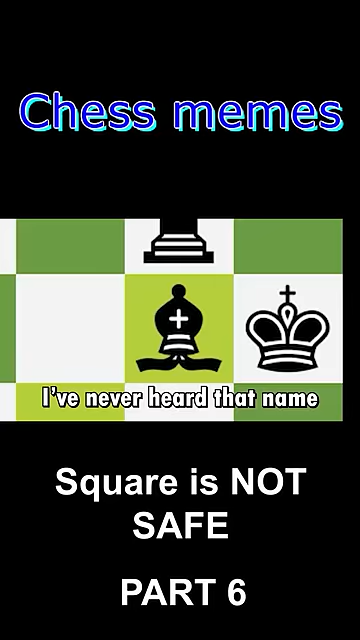 Chess memes
I've never heard that name
Square is NOT
SAFE
PART 6